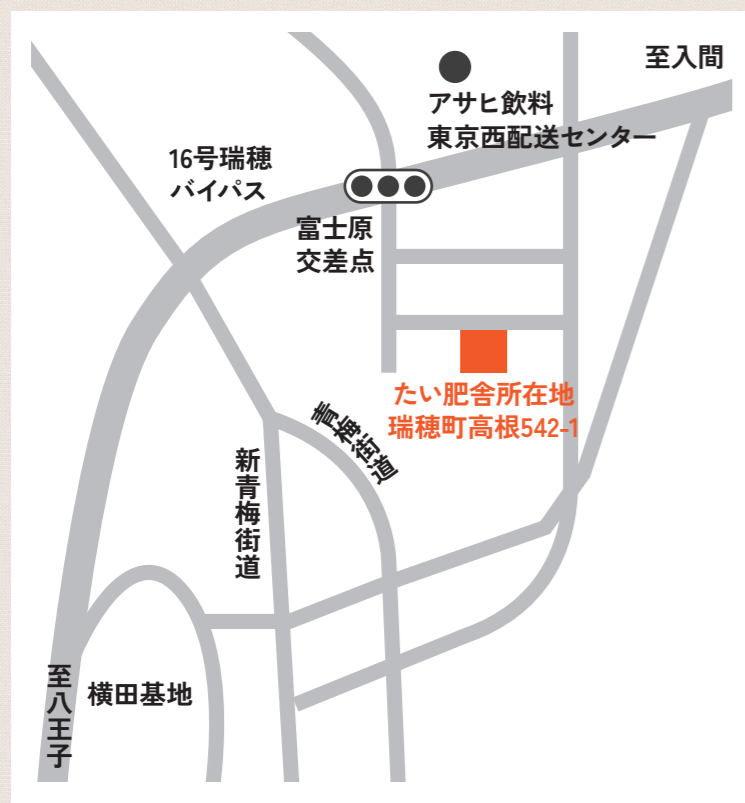 至入間
アサヒ飲料
東京西配送センター
16号瑞穂
バイパス
富士原
交差点
たい肥舎所在地
瑞穂町高根542-1
青梅街道
新青梅街道
至八王子
横田基地